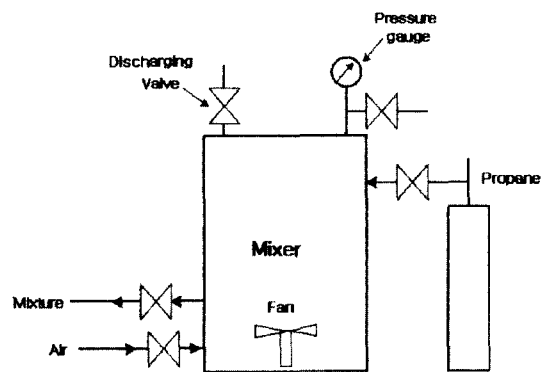 Pressure
gauge
Discharging
Valve
Propane
Mixer
Mixture
Fan
Air